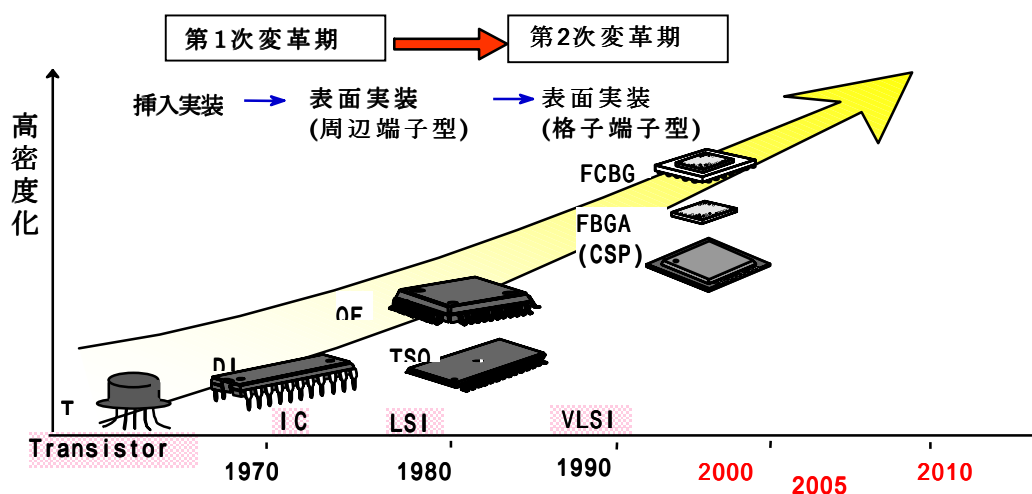 第1次変革期
第2次変革期
挿入実装
表面実装
(周辺端子型)
表面実装
(格子端子型)
高密度化
FCBG
FBGA
(CSP)
T
Transistor
IC
LSI
VLSI
1970
1980
1990
2000
2005
2010